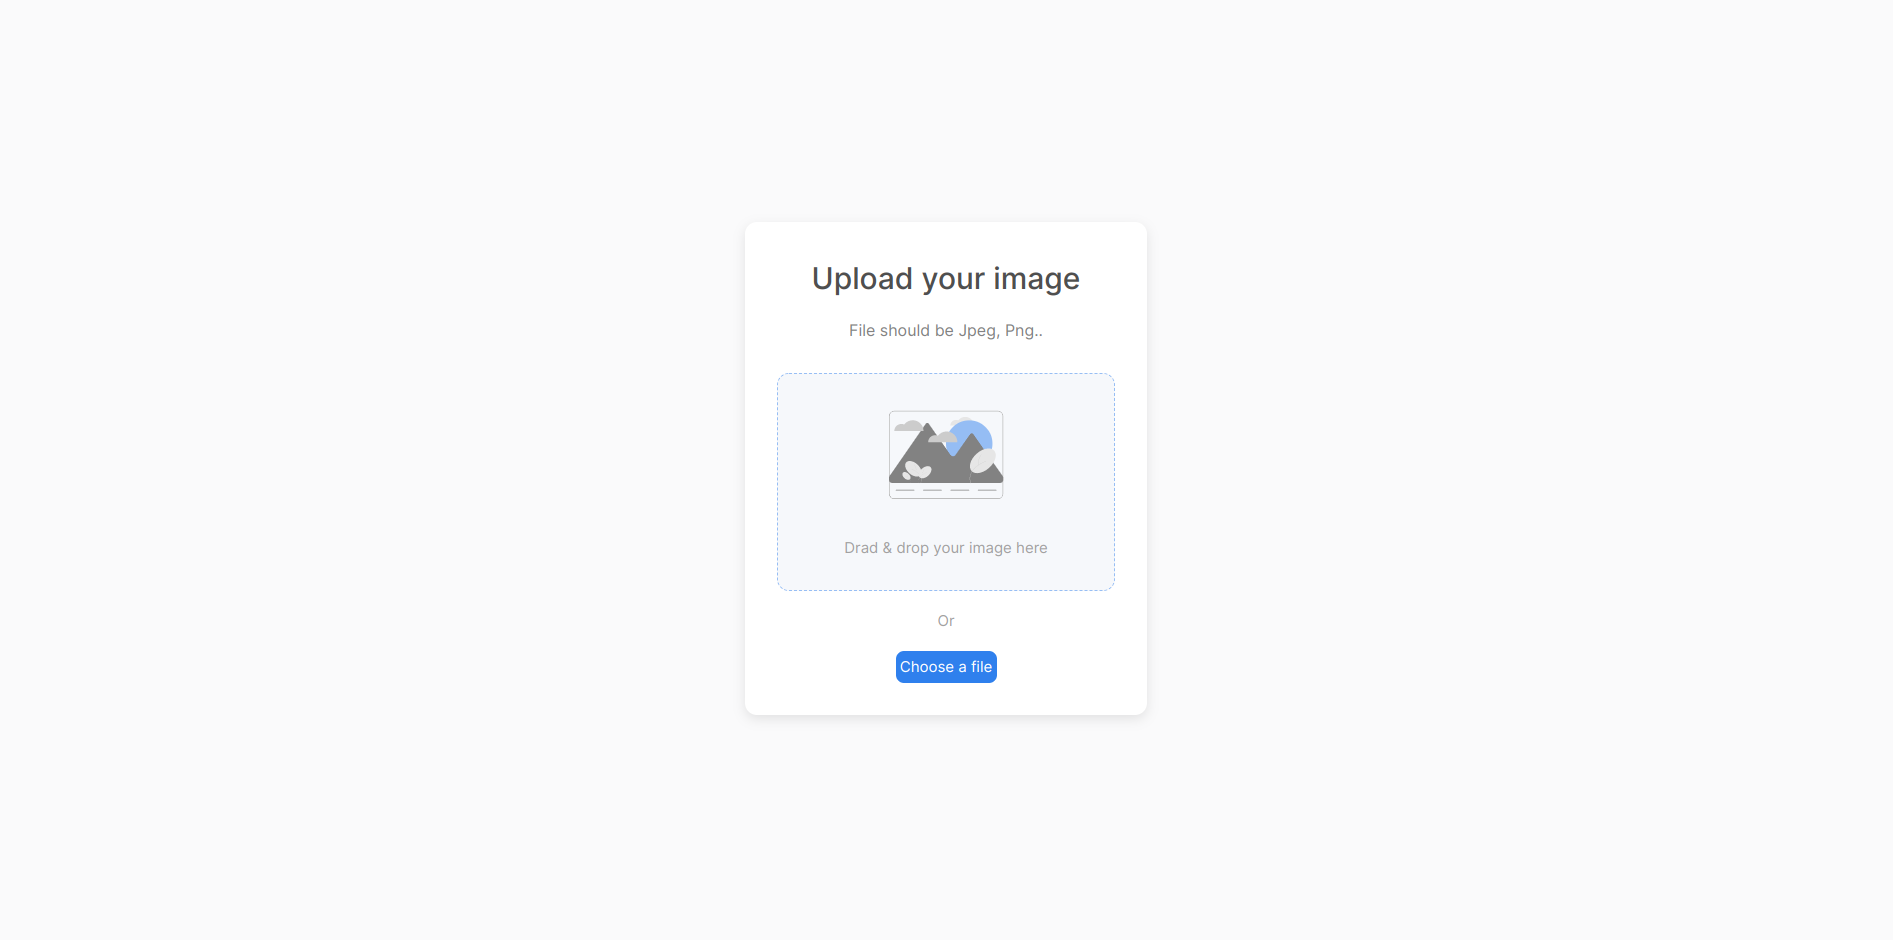 Upload your image
File should be Jpeg, Png..
Drad & drop your image here
Or
Choose a file